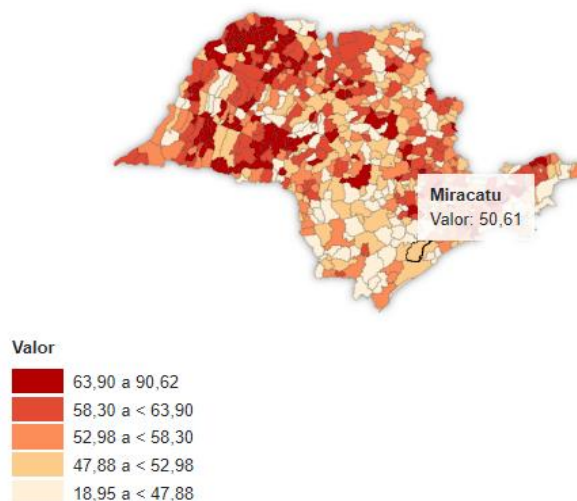 Miracatu
Valor: 50,61
Valor
63,90 a 90,62
58,30 a < 63,90
52,98 a < 58,30
47,88 a < 52,98
18,95 a < 47,88